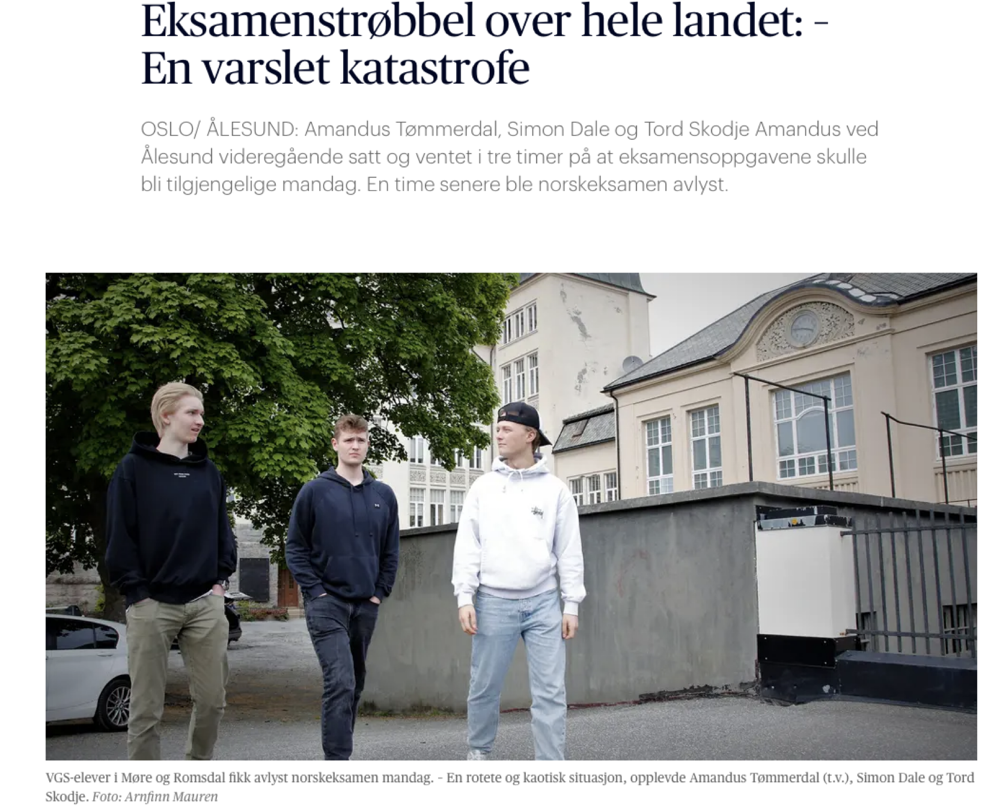 Eksamenstrøbbel over hele landet: –
En varslet katastrofe
OSLO/ ÅLESUND: Amandus Tømmerdal, Simon Dale og Tord Skodje Amandus ved
Ålesund videregående satt og ventet i tre timer på at eksamensoppgavene skulle
bli tilgjengelige mandag. En time senere ble norskeksamen avlyst.
VGS-elever i Møre og Romsdal fikk avlyst norskeksamen mandag. – En rotete og kaotisk situasjon, opplevde Amandus Tømmerdal (t.v.), Simon Dale og Tord
Skodje. Foto: Arnfinn Mauren